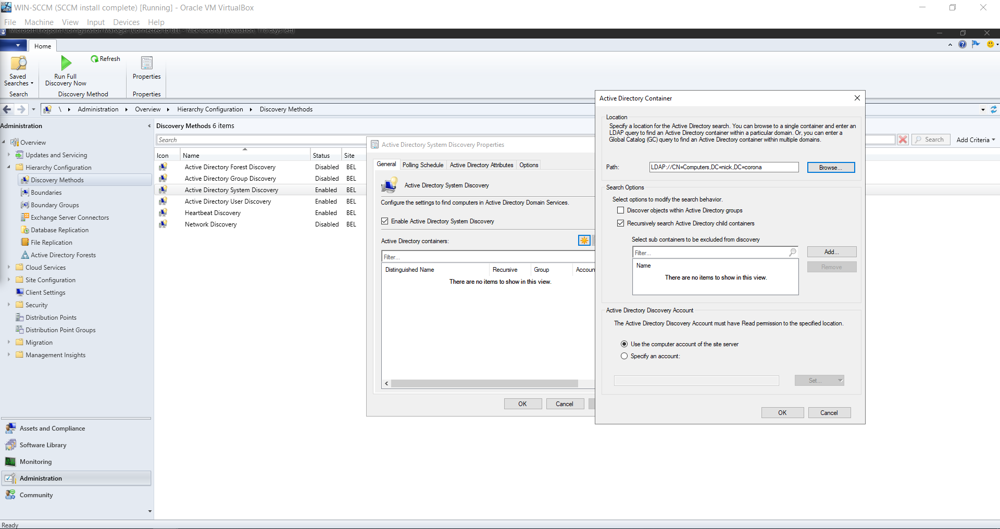 WIN-SCCM (SCCM install complete) [Running] - Oracle VM VirtualBox
File Machine View Input Devices Help
Microsoft Endpoint Configuration Manager (Connected to BEL - Nick Corona) (Evaluation, 178 days left)
Home
Saved Searches
Run Full Discovery Now
Refresh
Properties
Search
Discovery Method
Properties
\ Administration Overview Hierarchy Configuration Discovery Methods
Administration
Overview
Updates and Servicing
Hierarchy Configuration
Discovery Methods
Boundaries
Boundary Groups
Exchange Server Connectors
Database Replication
File Replication
Active Directory Forests
Cloud Services
Site Configuration
Client Settings
Security
Distribution Points
Distribution Point Groups
Migration
Management Insights
Assets and Compliance
Software Library
Monitoring
Administration
Community
Ready
Discovery Methods 6 items
Search
Search
Add Criteria
Icon Name Status Site
Active Directory Forest Discovery Disabled BEL
Active Directory Group Discovery Disabled BEL
Active Directory System Discovery Enabled BEL
Active Directory User Discovery Enabled BEL
Heartbeat Discovery Enabled BEL
Network Discovery Disabled BEL
Active Directory System Discovery Properties
General Polling Schedule Active Directory Attributes Options
Active Directory System Discovery
Configure the settings to find computers in Active Directory Domain Services.
Enable Active Directory System Discovery
Active Directory containers:
Filter...
Distinguished Name Recursive Group Accoun
There are no items to show in this view.
OK Cancel
Active Directory Container
Location
Specify a location for the Active Directory search. You can browse to a single container and enter an
LDAP query to find an Active Directory container within a particular domain. Or, you can enter a
Global Catalog (GC) query to find an Active Directory container within multiple domains.
Path: LDAP://CN=Computers,DC=nick,DC=corona Browse...
Search Options
Select options to modify the search behavior.
Discover objects within Active Directory groups
Recursively search Active Directory child containers
Select sub containers to be excluded from discovery
Filter... Add...
Name Remove
There are no items to show in this view.
Active Directory Discovery Account
The Active Directory Discovery Account must have Read permission to the specified location.
Use the computer account of the site server
Specify an account:
Set...
OK Cancel